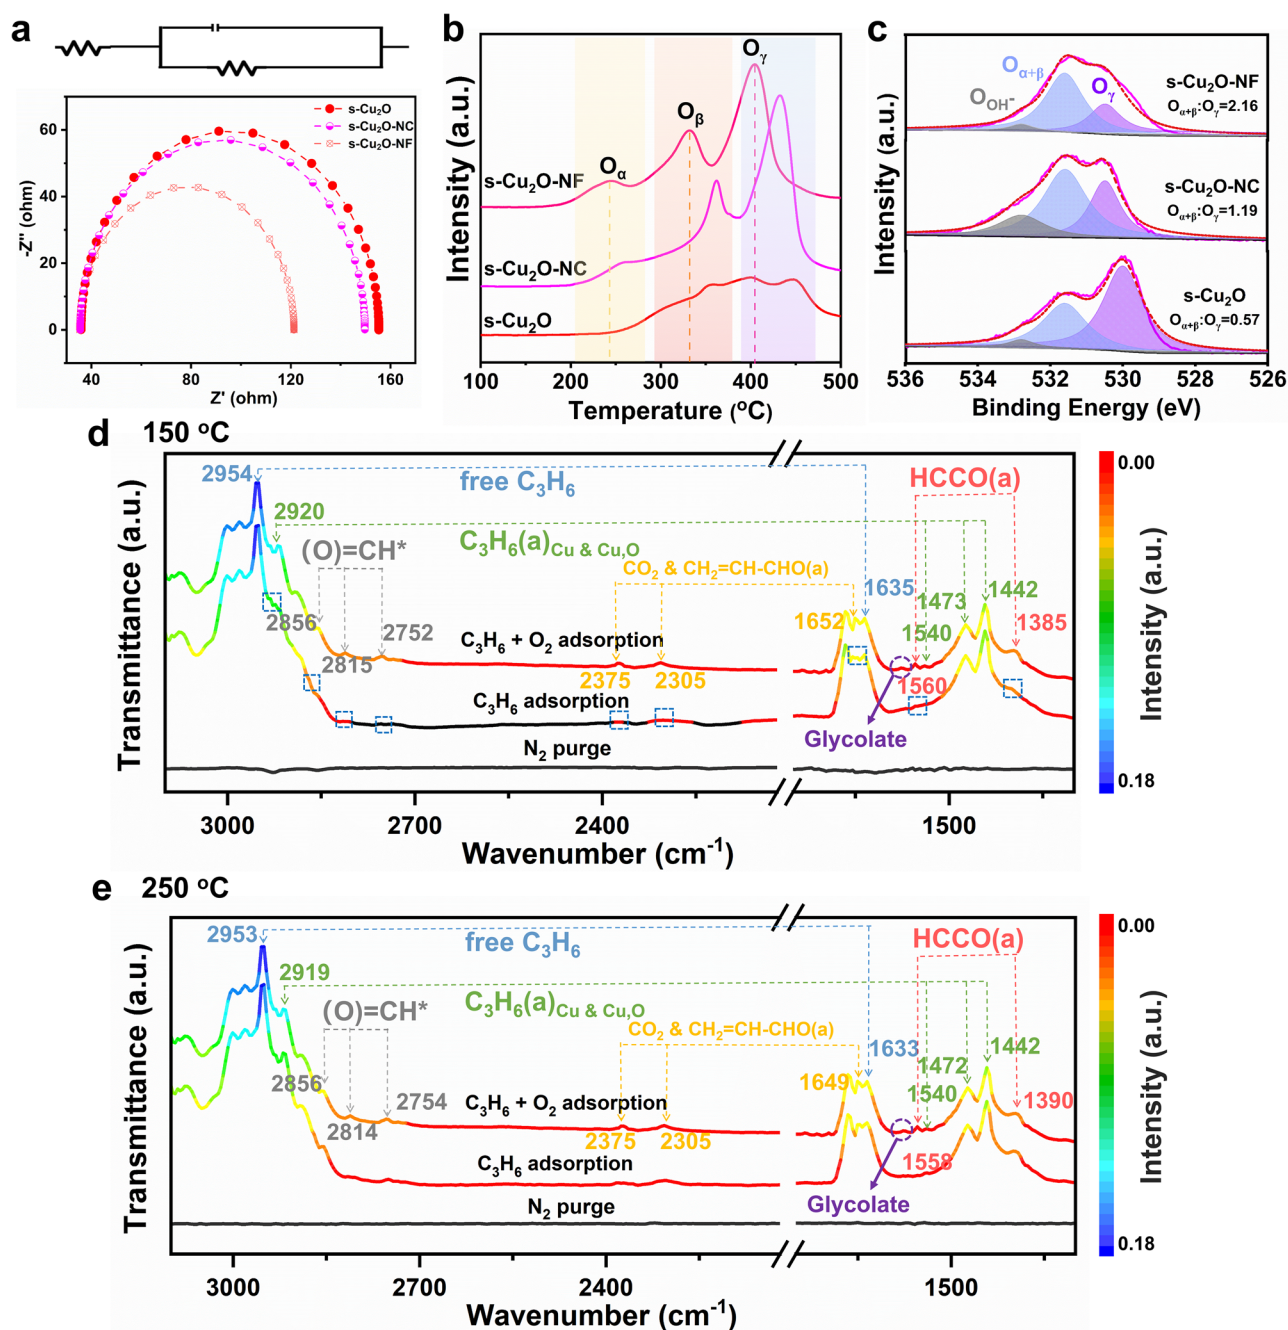 a
s-Cu₂O
s-Cu₂O-NC
s-Cu₂O-NF
60
40
20
0
-Z'' (ohm)
40
80
120
160
Z' (ohm)
b
Oα
Oβ
Oγ
s-Cu₂O-NF
s-Cu₂O-NC
s-Cu₂O
Intensity (a.u.)
100
200
300
400
500
Temperature (°C)
c
Oα+β
Oγ
OOH⁻
s-Cu₂O-NF
Oα+β:Oγ=2.16
s-Cu₂O-NC
Oα+β:Oγ=1.19
s-Cu₂O
Oα+β:Oγ=0.57
Intensity (a.u.)
536
534
532
530
528
526
Binding Energy (eV)
d
150 °C
2954
free C₃H₆
HCCO(a)
2920
C₃H₆(a)Cu & Cu,O
(O)=CH*
CO₂ & CH₂=CH-CHO(a)
1635
1473
1442
2856
2815
2752
C₃H₆ + O₂ adsorption
2375
2305
1652
1540
1385
1560
C₃H₆ adsorption
Glycolate
N₂ purge
Transmittance (a.u.)
3000
2700
2400
1500
Wavenumber (cm⁻¹)
0.00
0.18
Intensity (a.u.)
e
250 °C
2953
free C₃H₆
HCCO(a)
2919
C₃H₆(a)Cu & Cu,O
(O)=CH*
CO₂ & CH₂=CH-CHO(a)
1633
1472
1442
2856
2814
2754
C₃H₆ + O₂ adsorption
2375
2305
1649
1540
1390
1558
C₃H₆ adsorption
Glycolate
N₂ purge
Transmittance (a.u.)
3000
2700
2400
1500
Wavenumber (cm⁻¹)
0.00
0.18
Intensity (a.u.)